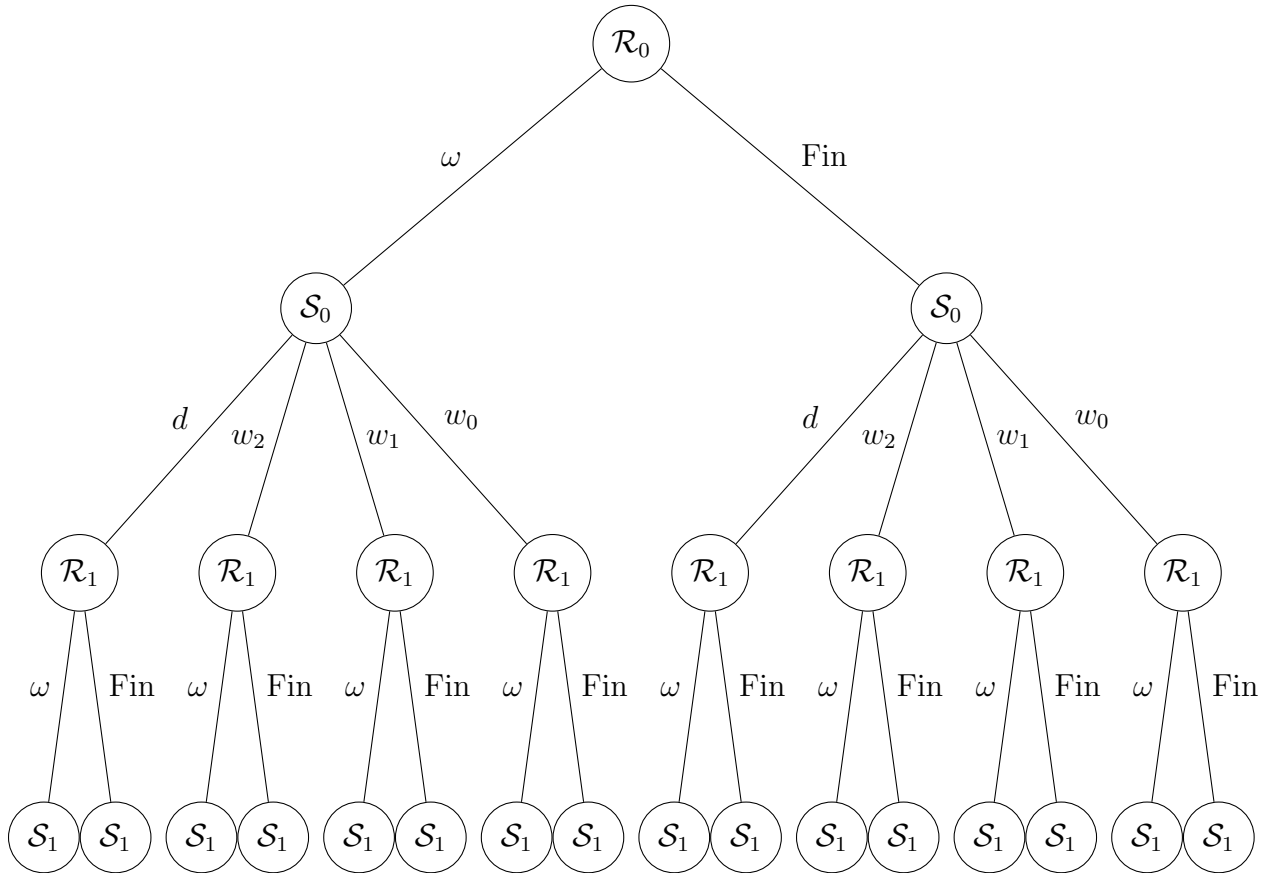 𝓡₀
ω Fin
𝓢₀ 𝓢₀
d w₂ w₁ w₀ d w₂ w₁ w₀
𝓡₁ 𝓡₁ 𝓡₁ 𝓡₁ 𝓡₁ 𝓡₁ 𝓡₁ 𝓡₁
ω Fin ω Fin ω Fin ω Fin ω Fin ω Fin ω Fin ω Fin
𝓢₁ 𝓢₁ 𝓢₁ 𝓢₁ 𝓢₁ 𝓢₁ 𝓢₁ 𝓢₁ 𝓢₁ 𝓢₁ 𝓢₁ 𝓢₁ 𝓢₁ 𝓢₁ 𝓢₁ 𝓢₁